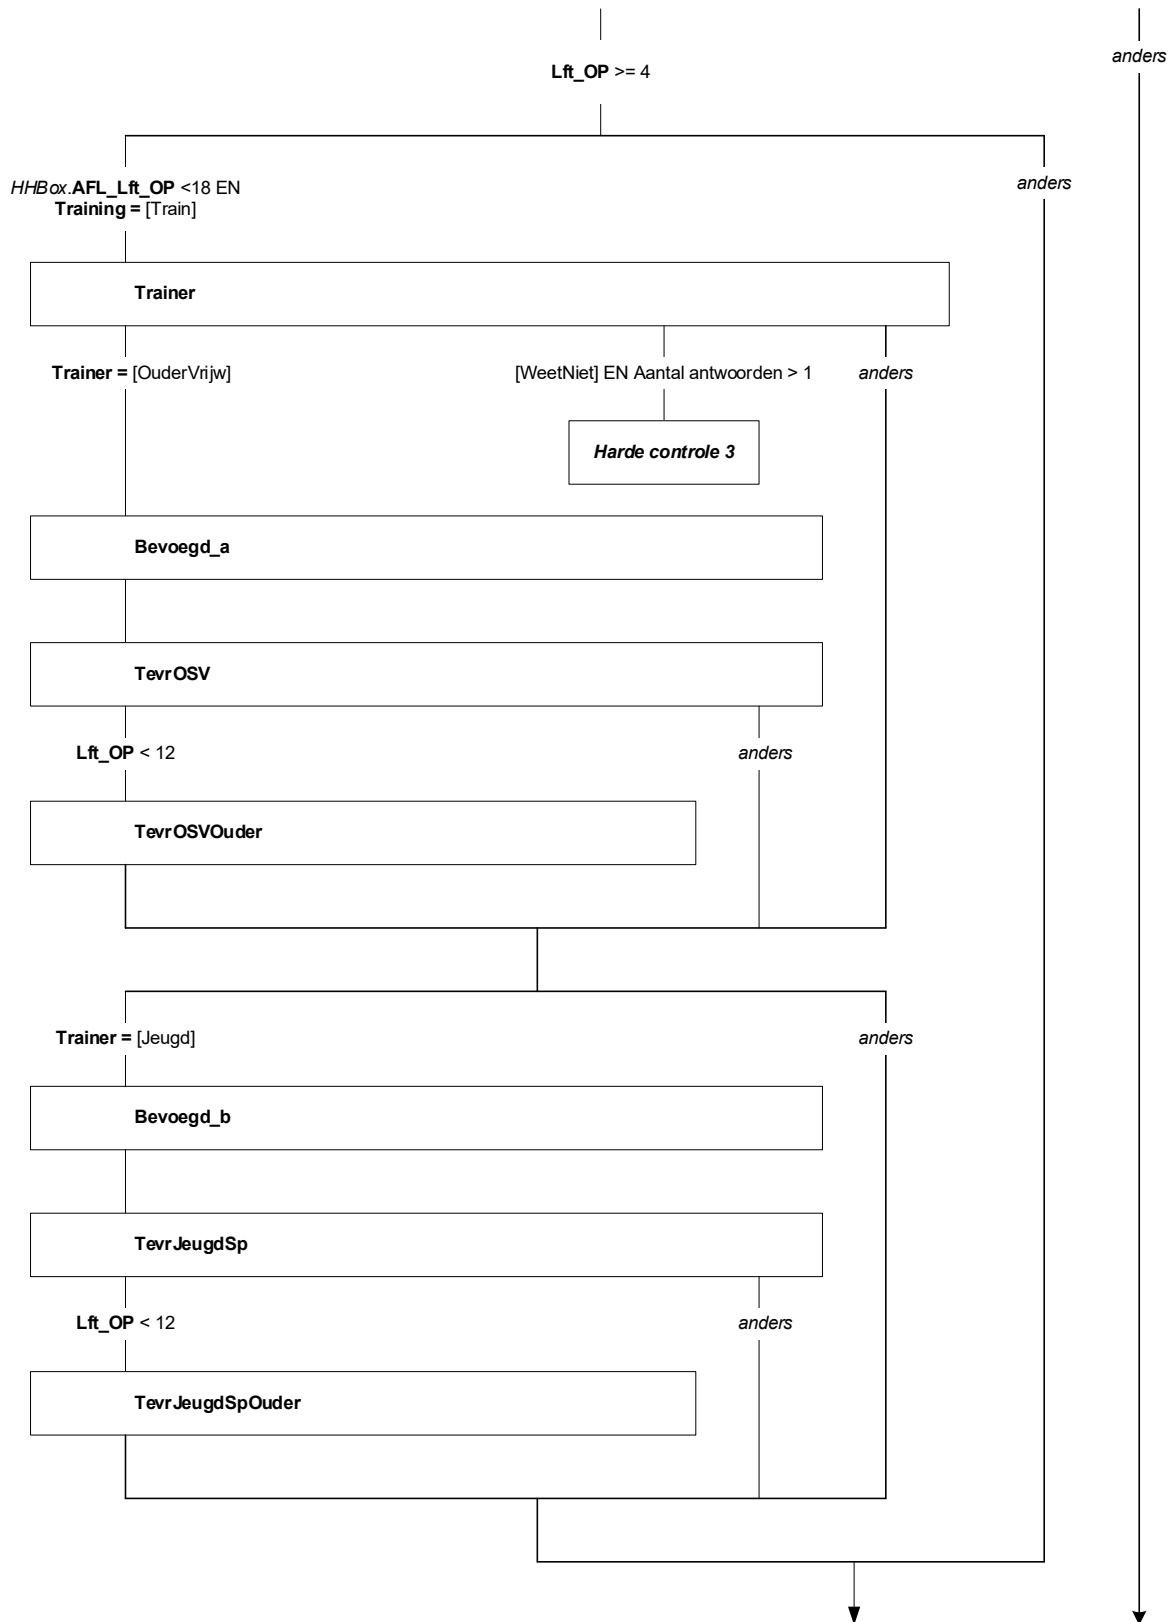 anders
Lft_OP >= 4
HHBox.AFL_Lft_OP <18 EN
Training = [Train]
anders
Trainer
Trainer = [OuderVrijw]
[WeetNiet] EN Aantal antwoorden > 1
anders
Harde controle 3
Bevoegd_a
TevrOSV
Lft_OP < 12
anders
TevrOSVOuder
Trainer = [Jeugd]
anders
Bevoegd_b
TevrJeugdSp
Lft_OP < 12
anders
TevrJeugdSpOuder